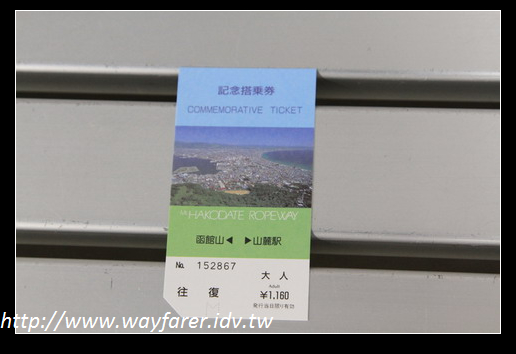 記念搭乗券
COMMEMORATIVE TICKET
HAKODATE ROPEWAY
函館山◀ ▶山麓駅
No. 152867
大人
Adult
往復
¥1,160
発行当日限り有効
http://www.wayfarer.idv.tw